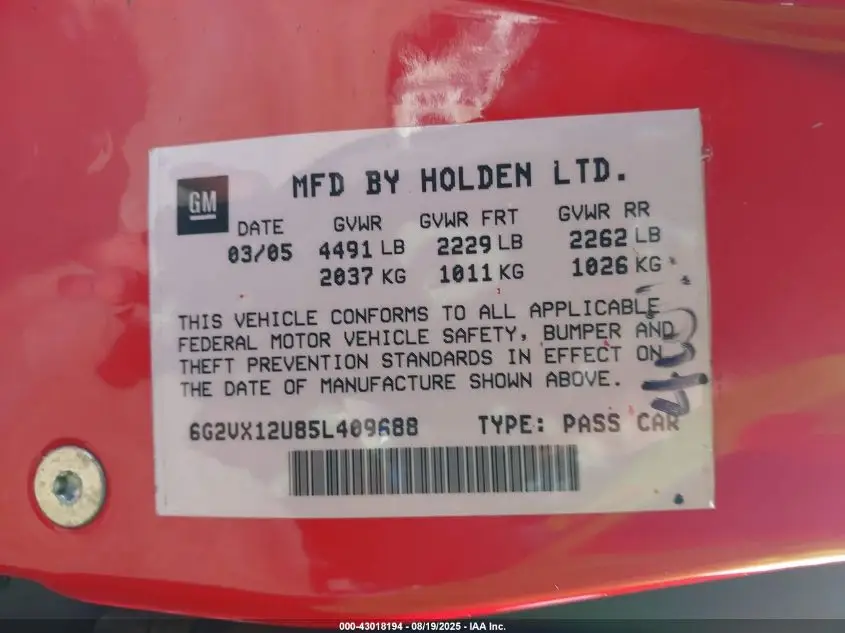 GM
MFD BY HOLDEN LTD.
DATE GVWR GVWR FRT GVWR RR
03/05 4491 LB 2229 LB 2262 LB
2037 KG 1011 KG 1026 KG
THIS VEHICLE CONFORMS TO ALL APPLICABLE
FEDERAL MOTOR VEHICLE SAFETY, BUMPER AND
THEFT PREVENTION STANDARDS IN EFFECT ON
THE DATE OF MANUFACTURE SHOWN ABOVE.
6G2VX12U85L409688 TYPE: PASS CAR
000-43018194 - 08/19/2025 - IAA Inc.